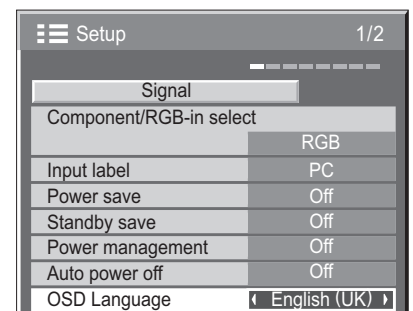 Setup 1/2
Signal
Component/RGB-in select
RGB
Input label PC
Power save Off
Standby save Off
Power management Off
Auto power off Off
OSD Language English (UK)